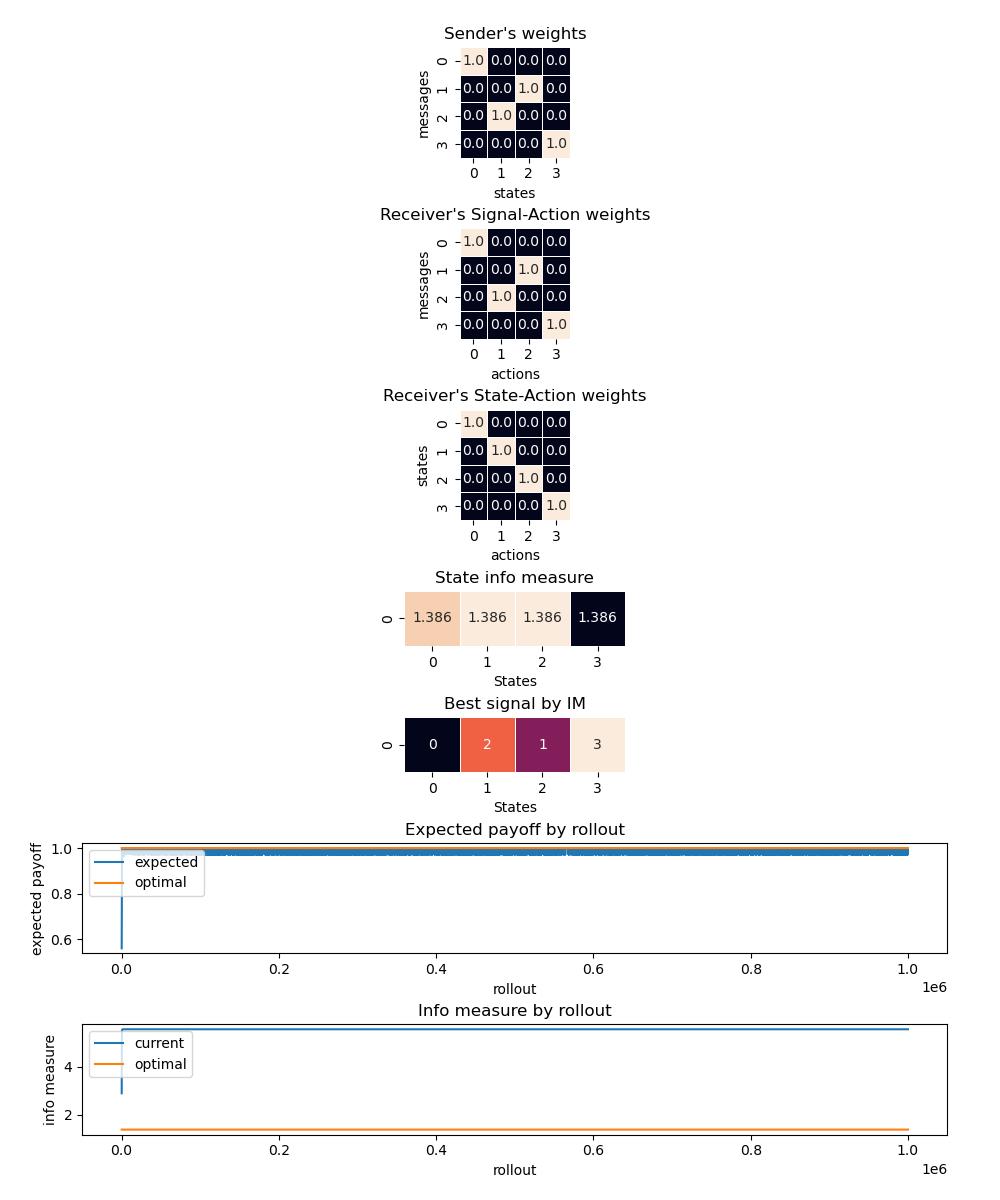 Sender's weights
messages
0 1.0 0.0 0.0 0.0
1 0.0 0.0 1.0 0.0
2 0.0 1.0 0.0 0.0
3 0.0 0.0 0.0 1.0
0 1 2 3
states
Receiver's Signal-Action weights
messages
0 1.0 0.0 0.0 0.0
1 0.0 0.0 1.0 0.0
2 0.0 1.0 0.0 0.0
3 0.0 0.0 0.0 1.0
0 1 2 3
actions
Receiver's State-Action weights
states
0 1.0 0.0 0.0 0.0
1 0.0 1.0 0.0 0.0
2 0.0 0.0 1.0 0.0
3 0.0 0.0 0.0 1.0
0 1 2 3
actions
State info measure
0 1.386 1.386 1.386 1.386
0 1 2 3
States
Best signal by IM
0 0 2 1 3
0 1 2 3
States
Expected payoff by rollout
expected payoff
1.0
0.8
0.6
expected
optimal
0.0 0.2 0.4 0.6 0.8 1.0
1e6
rollout
Info measure by rollout
info measure
4
2
current
optimal
0.0 0.2 0.4 0.6 0.8 1.0
1e6
rollout